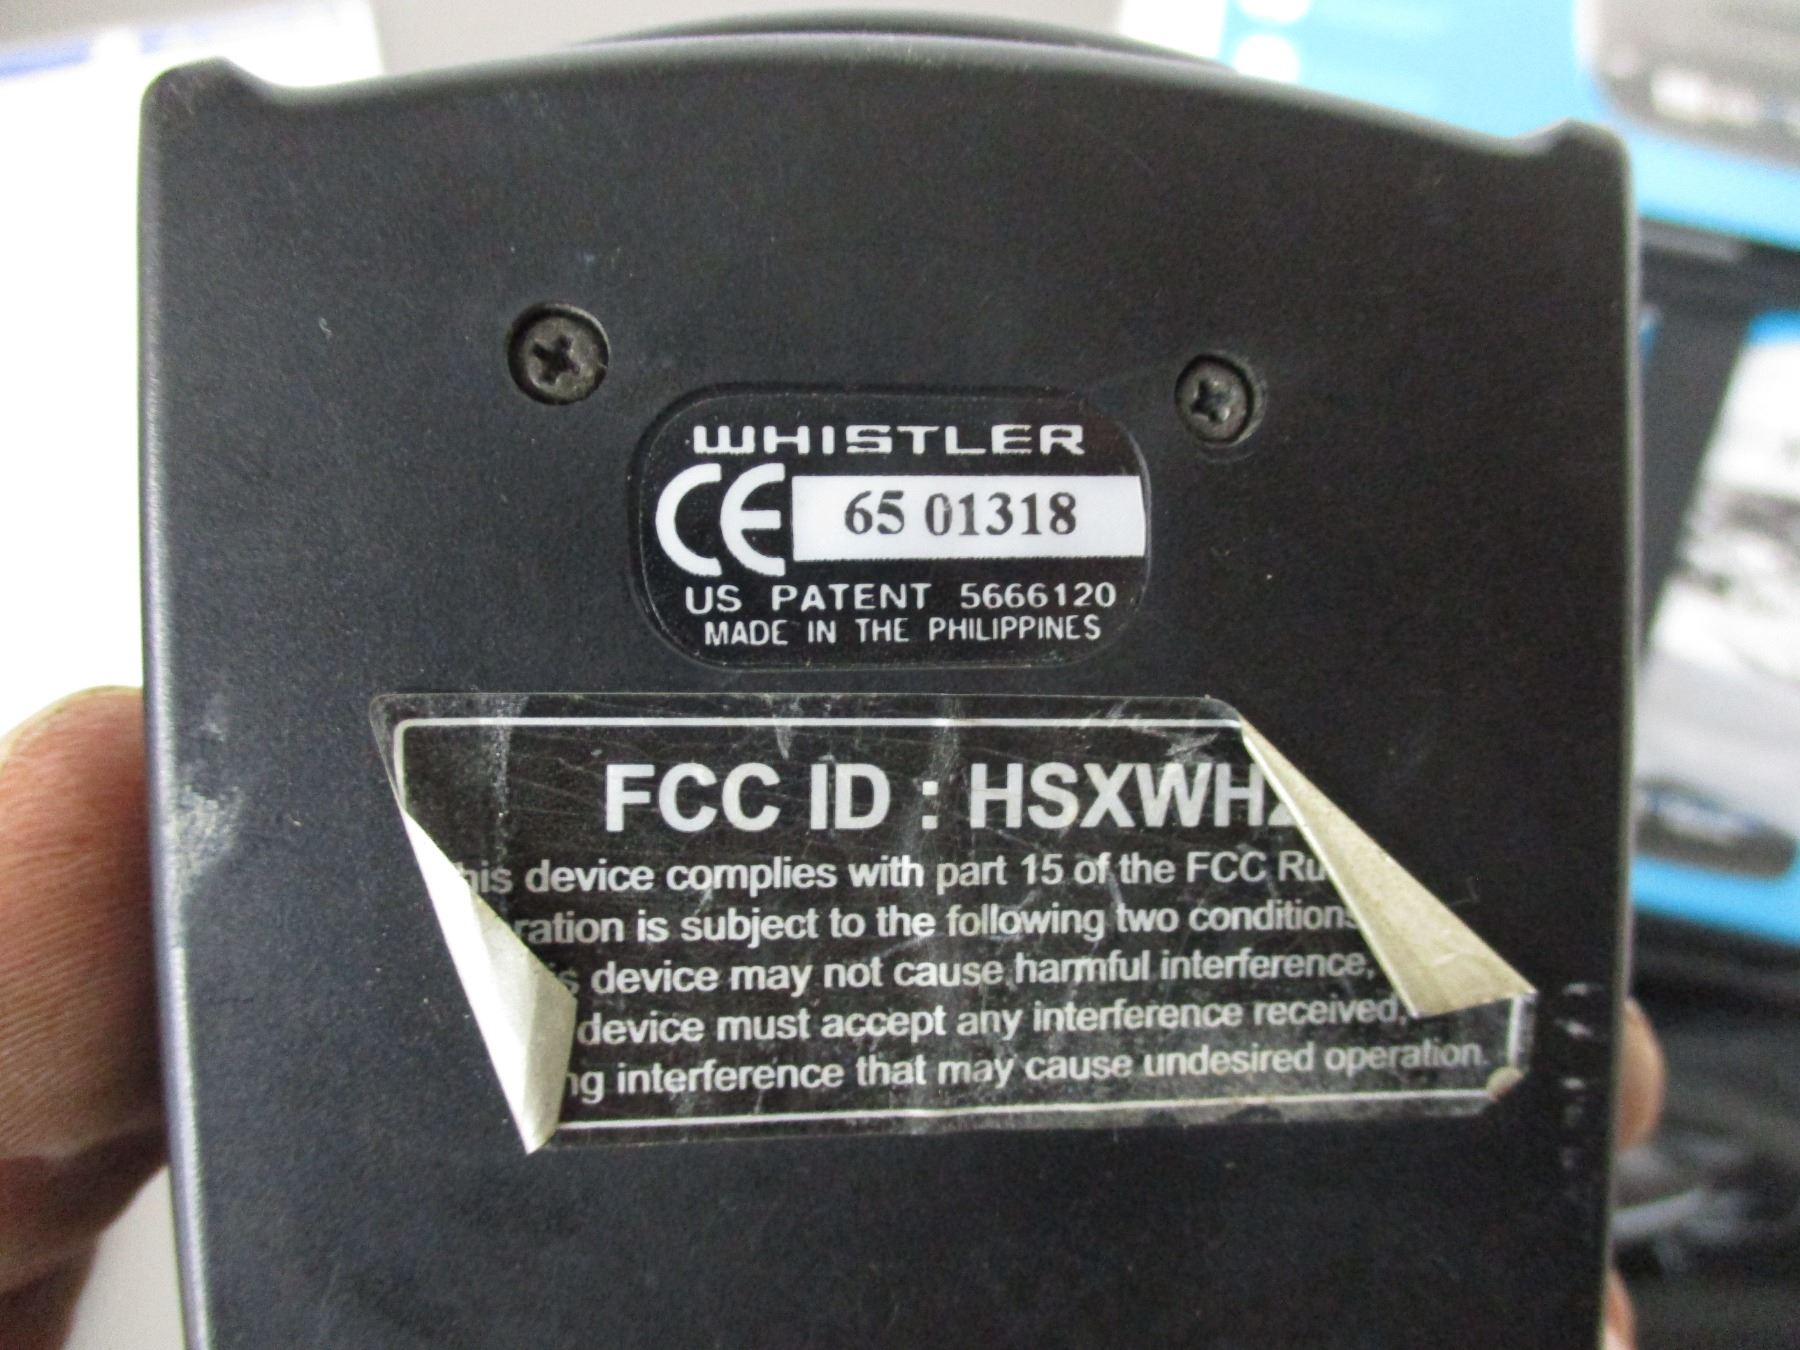 WHISTLER
CE 65 01318
US PATENT 5666120
MADE IN THE PHILIPPINES
FCC ID : HSXWH
device complies with part 15 of the FCC
is subject to the following two
device may not cause harmful interference,
device must accept any interference received,
interference that may cause undesired operation.